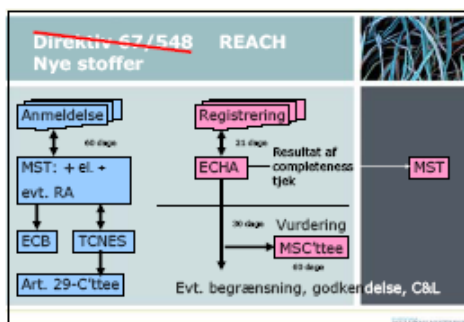 Direktiv 67/548 REACH
Nye stoffer
Anmeldelse
60 dage
MST: + el. -
evt. RA
ECB
TCNES
Art. 29-C'ttee
Registrering
21 dage
ECHA
Resultat af
completeness
tjek
MST
30 dage
Vurdering
MSC'ttee
60 dage
Evt. begrænsning, godkendelse, C&L